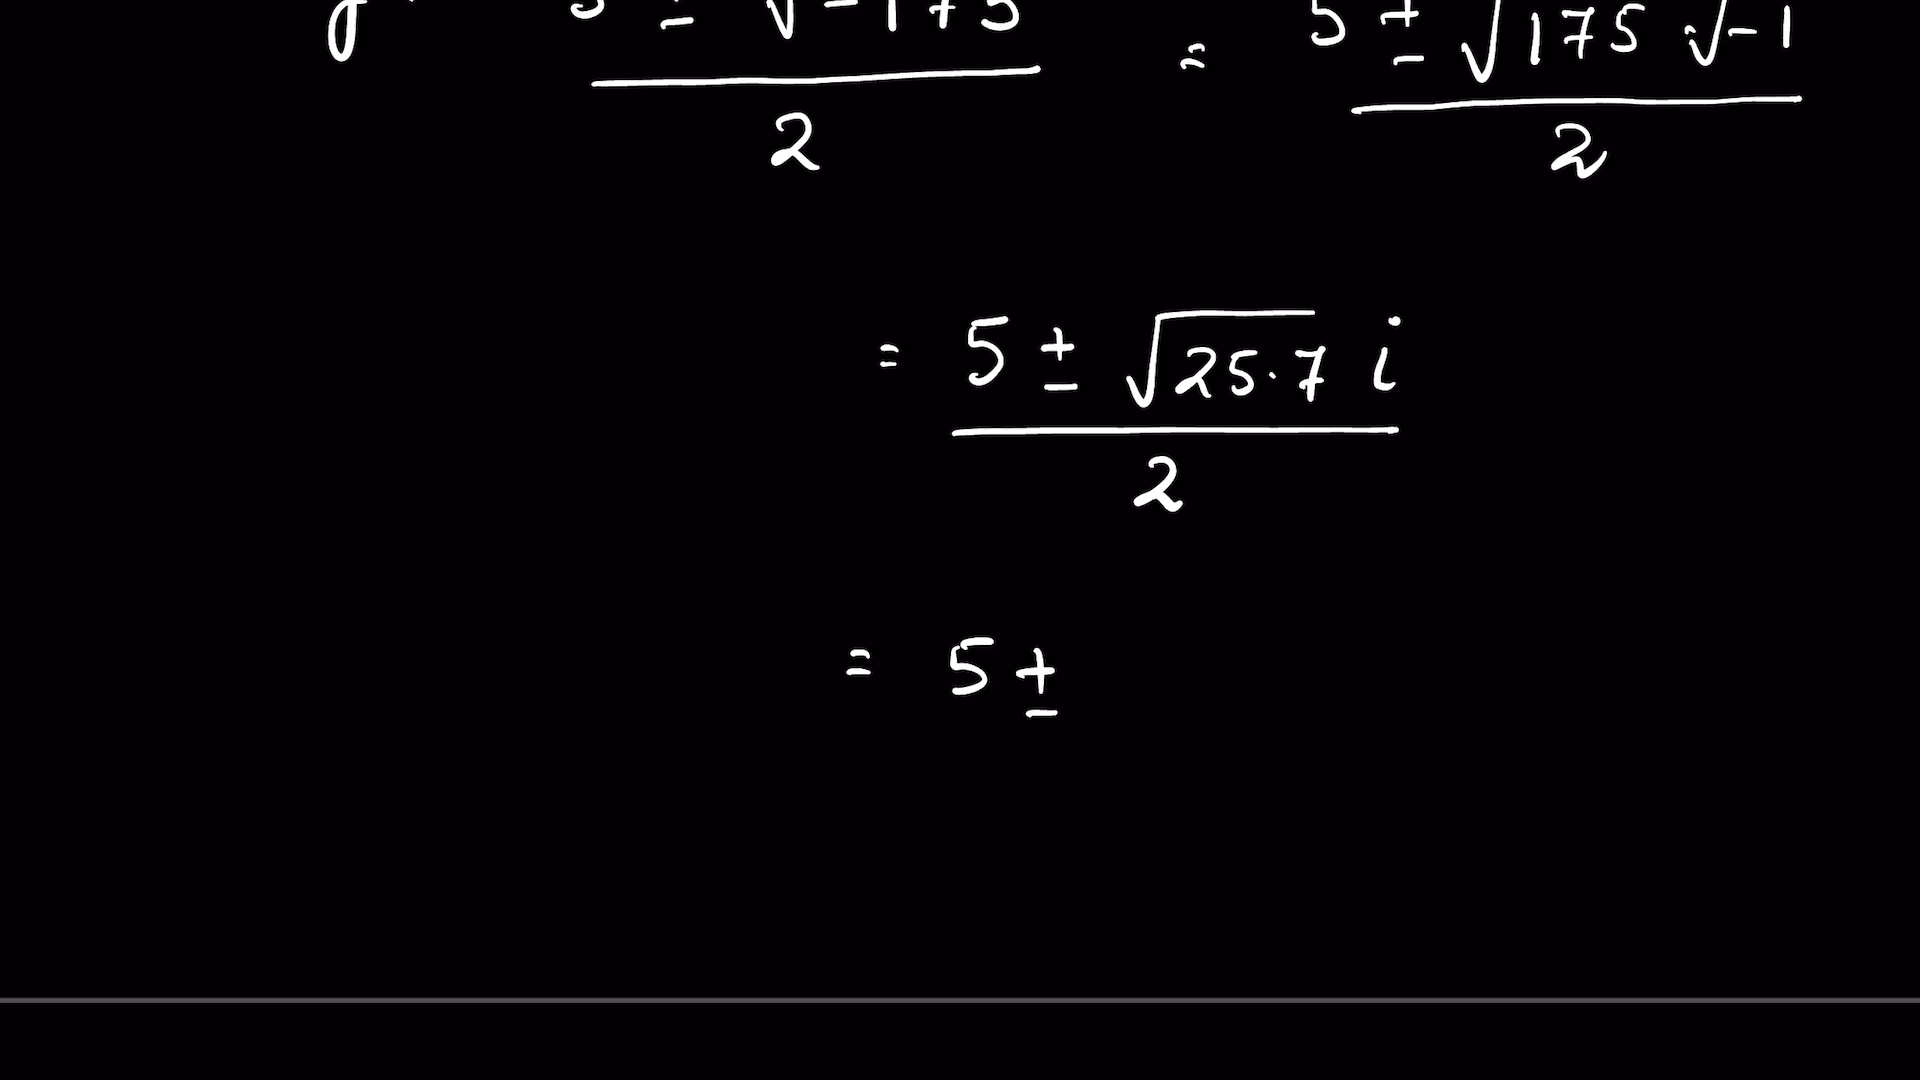 y = 5 ± √-175 / 2 = 5 ± √175 √-1 / 2
= 5 ± √25·7 i / 2
= 5 ±